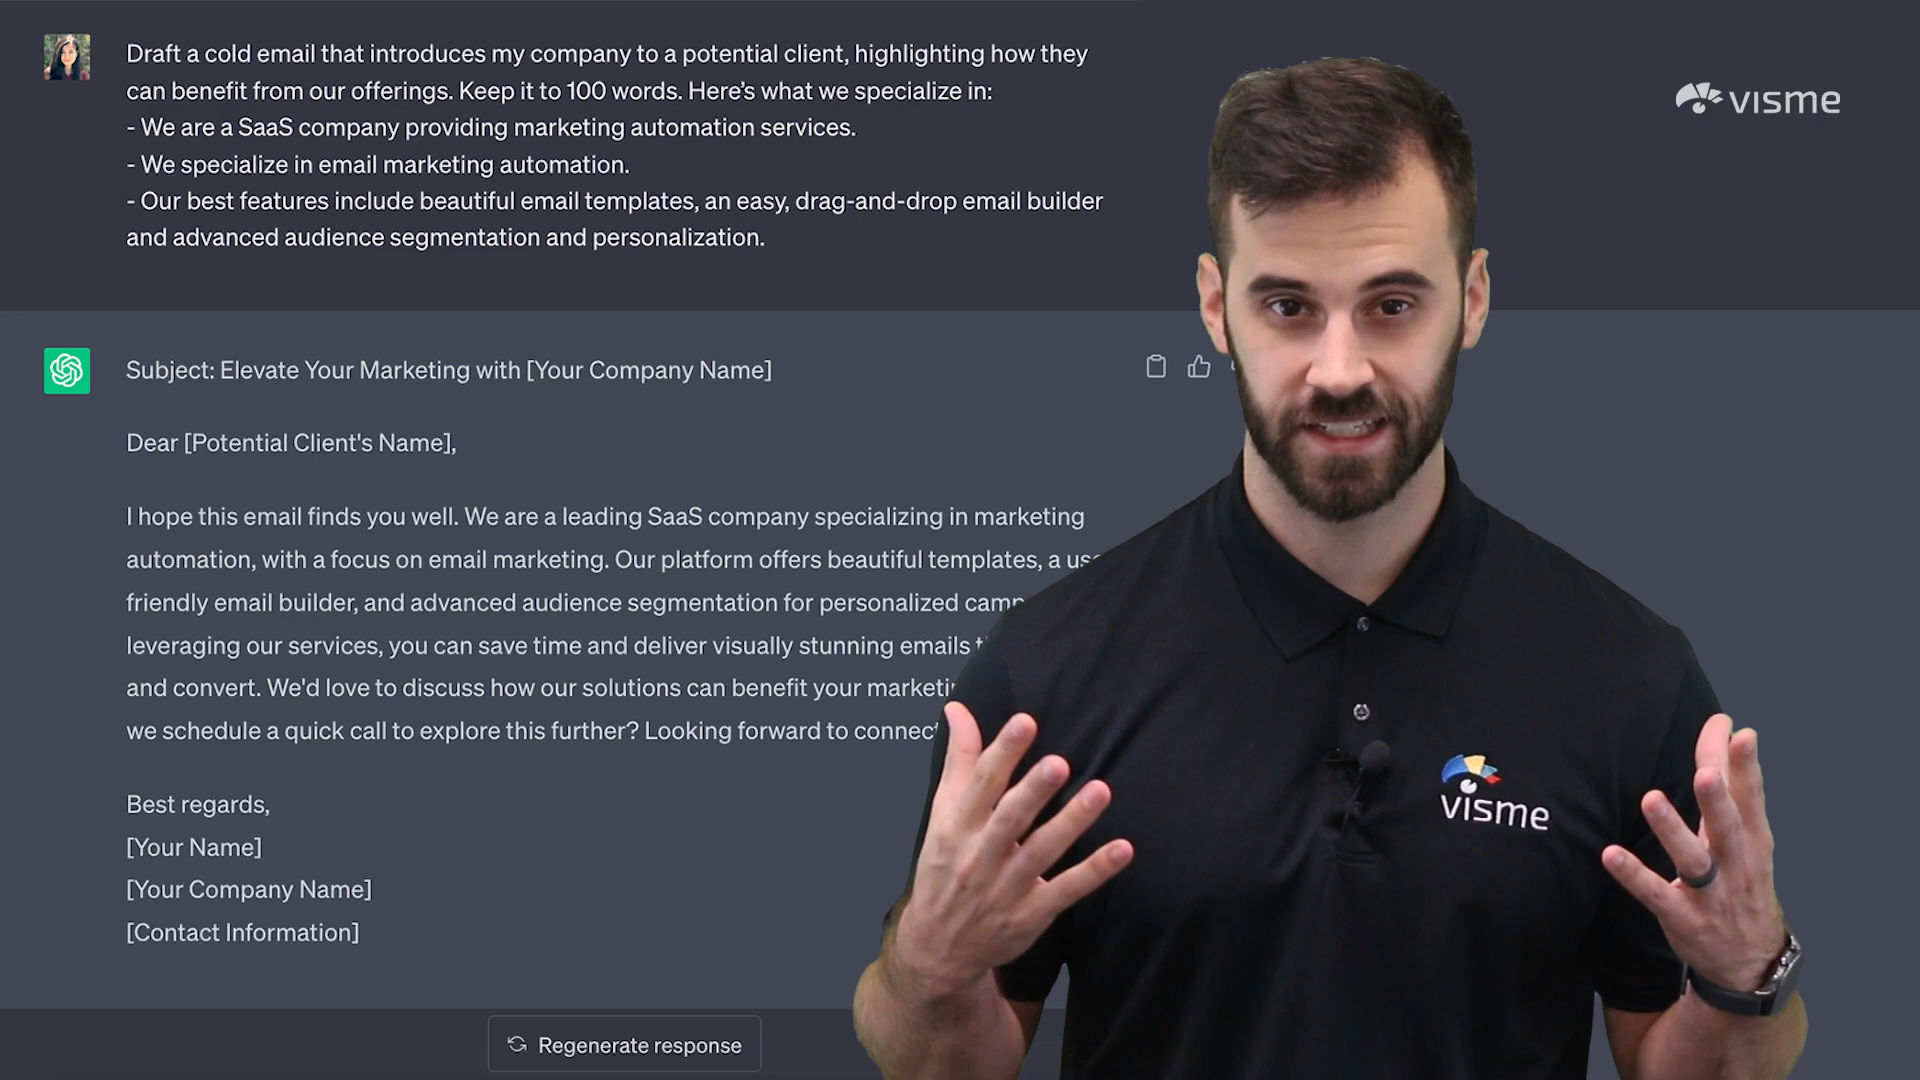 Draft a cold email that introduces my company to a potential client, highlighting how they
can benefit from our offerings. Keep it to 100 words. Here’s what we specialize in:
- We are a SaaS company providing marketing automation services.
- We specialize in email marketing automation.
- Our best features include beautiful email templates, an easy, drag-and-drop email builder
and advanced audience segmentation and personalization.
visme
Subject: Elevate Your Marketing with [Your Company Name]
Dear [Potential Client's Name],
I hope this email finds you well. We are a leading SaaS company specializing in marketing
automation, with a focus on email marketing. Our platform offers beautiful templates, a
friendly email builder, and advanced audience segmentation for personalized
leveraging our services, you can save time and deliver visually stunning emails
and convert. We'd love to discuss how our solutions can benefit your
we schedule a quick call to explore this further? Looking forward to
Best regards,
[Your Name]
[Your Company Name]
[Contact Information]
visme
Regenerate response